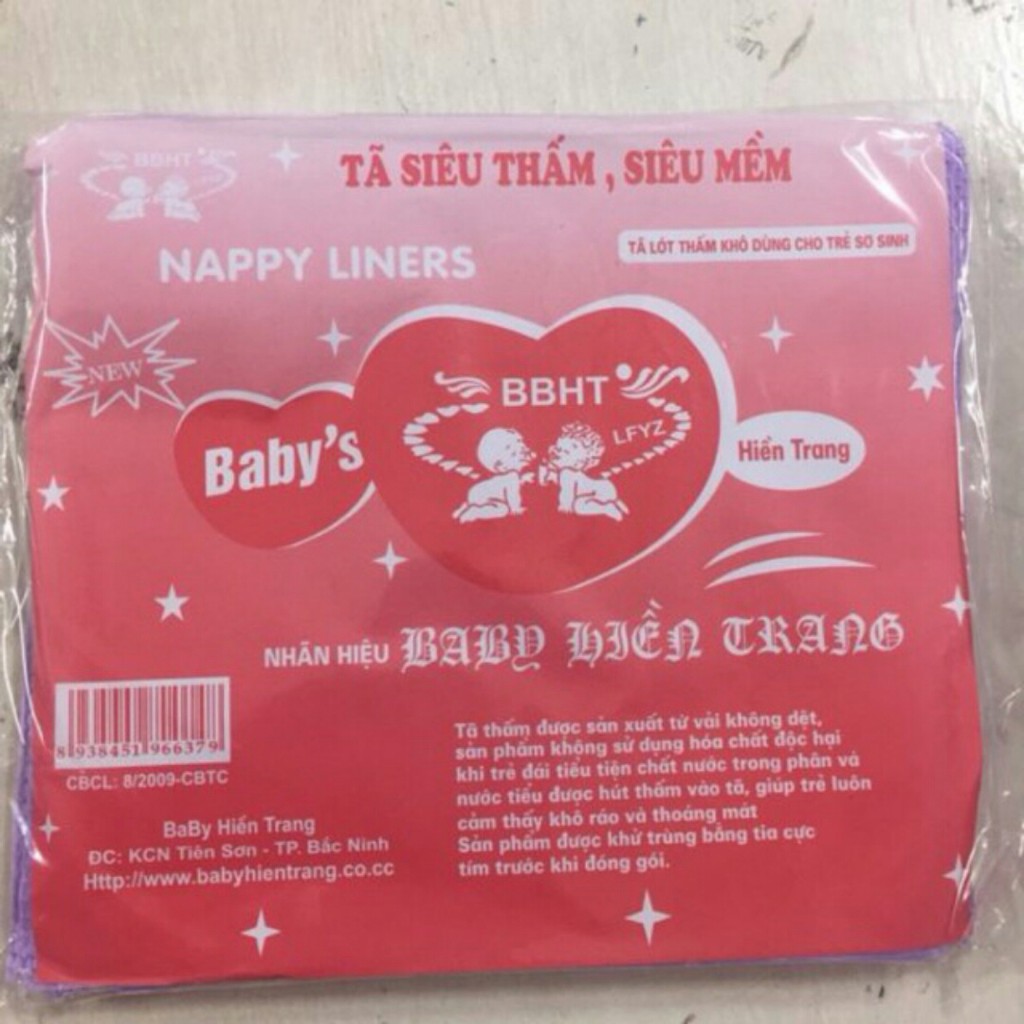 BBHT
TÃ SIÊU THẤM , SIÊU MỀM
NAPPY LINERS
TÃ LÓT THẤM KHÔ DÙNG CHO TRẺ SƠ SINH
NEW
BBHT
LFYZ
Baby's
Hiền Trang
NHÃN HIỆU BABY HIỀN TRANG
8 938451 966379
CBCL: 8/2009-CBTC
BaBy Hiền Trang
ĐC: KCN Tiên Sơn - TP. Bắc Ninh
Http://www.babyhientrang.co.cc
Tã thấm được sản xuất từ vải không dệt,
sản phẩm không sử dụng hóa chất độc hại
khi trẻ đái tiểu tiện chất nước trong phân và
nước tiểu được hút thấm vào tã, giúp trẻ luôn
cảm thấy khô ráo và thoáng mát
Sản phẩm được khử trùng bằng tia cực
tím trước khi đóng gói.